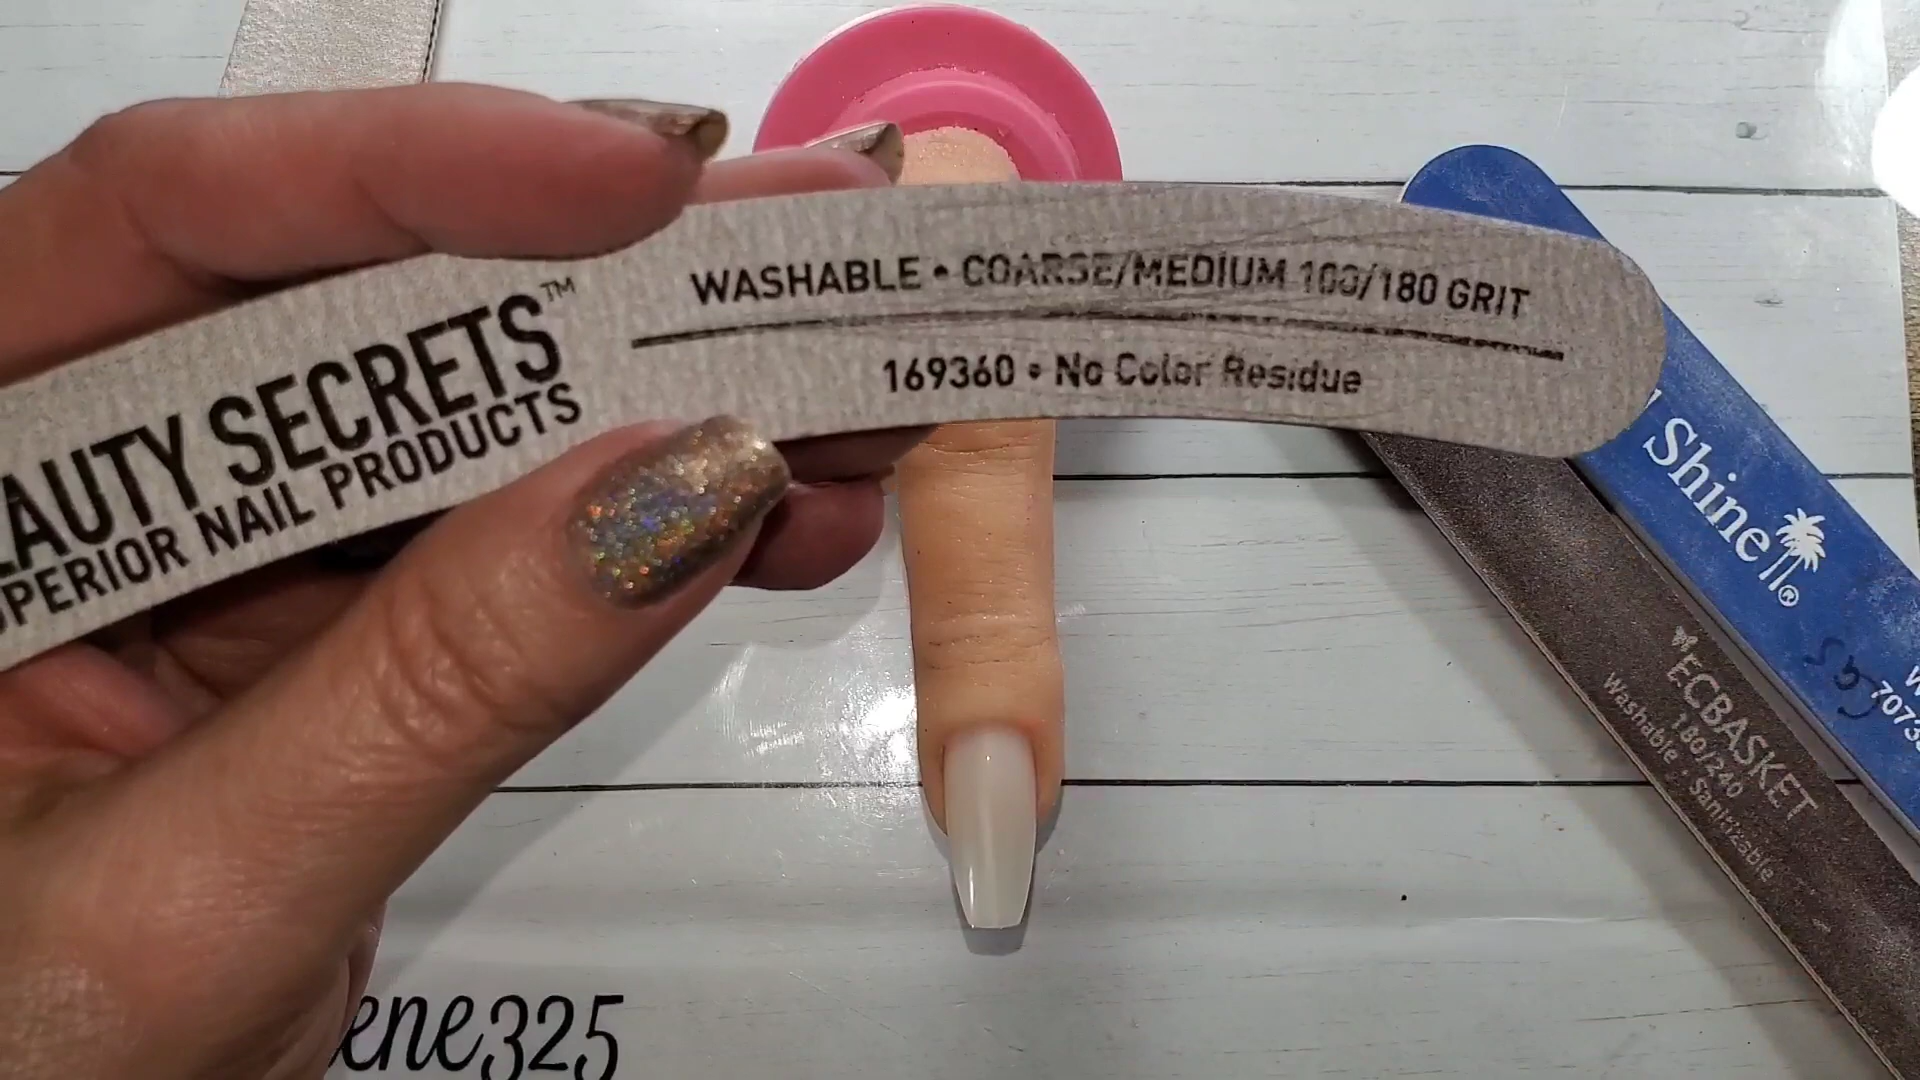 WASHABLE • COARSE/MEDIUM 100/180 GRIT
169360 • No Color Residue
EAUTY SECRETS™
UPERIOR NAIL PRODUCTS
Shine ®
7073
ECBASKET
180/240
Washable · Sanitizable
ene325